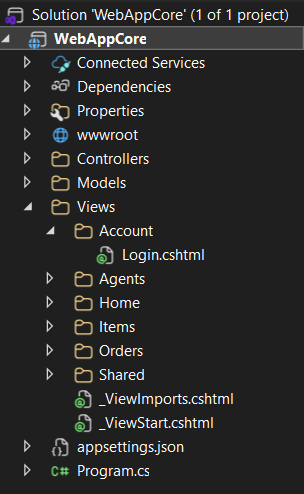 Solution 'WebAppCore' (1 of 1 project)
WebAppCore
Connected Services
Dependencies
Properties
wwwroot
Controllers
Models
Views
Account
Login.cshtml
Agents
Home
Items
Orders
Shared
_ViewImports.cshtml
_ViewStart.cshtml
appsettings.json
C# Program.cs